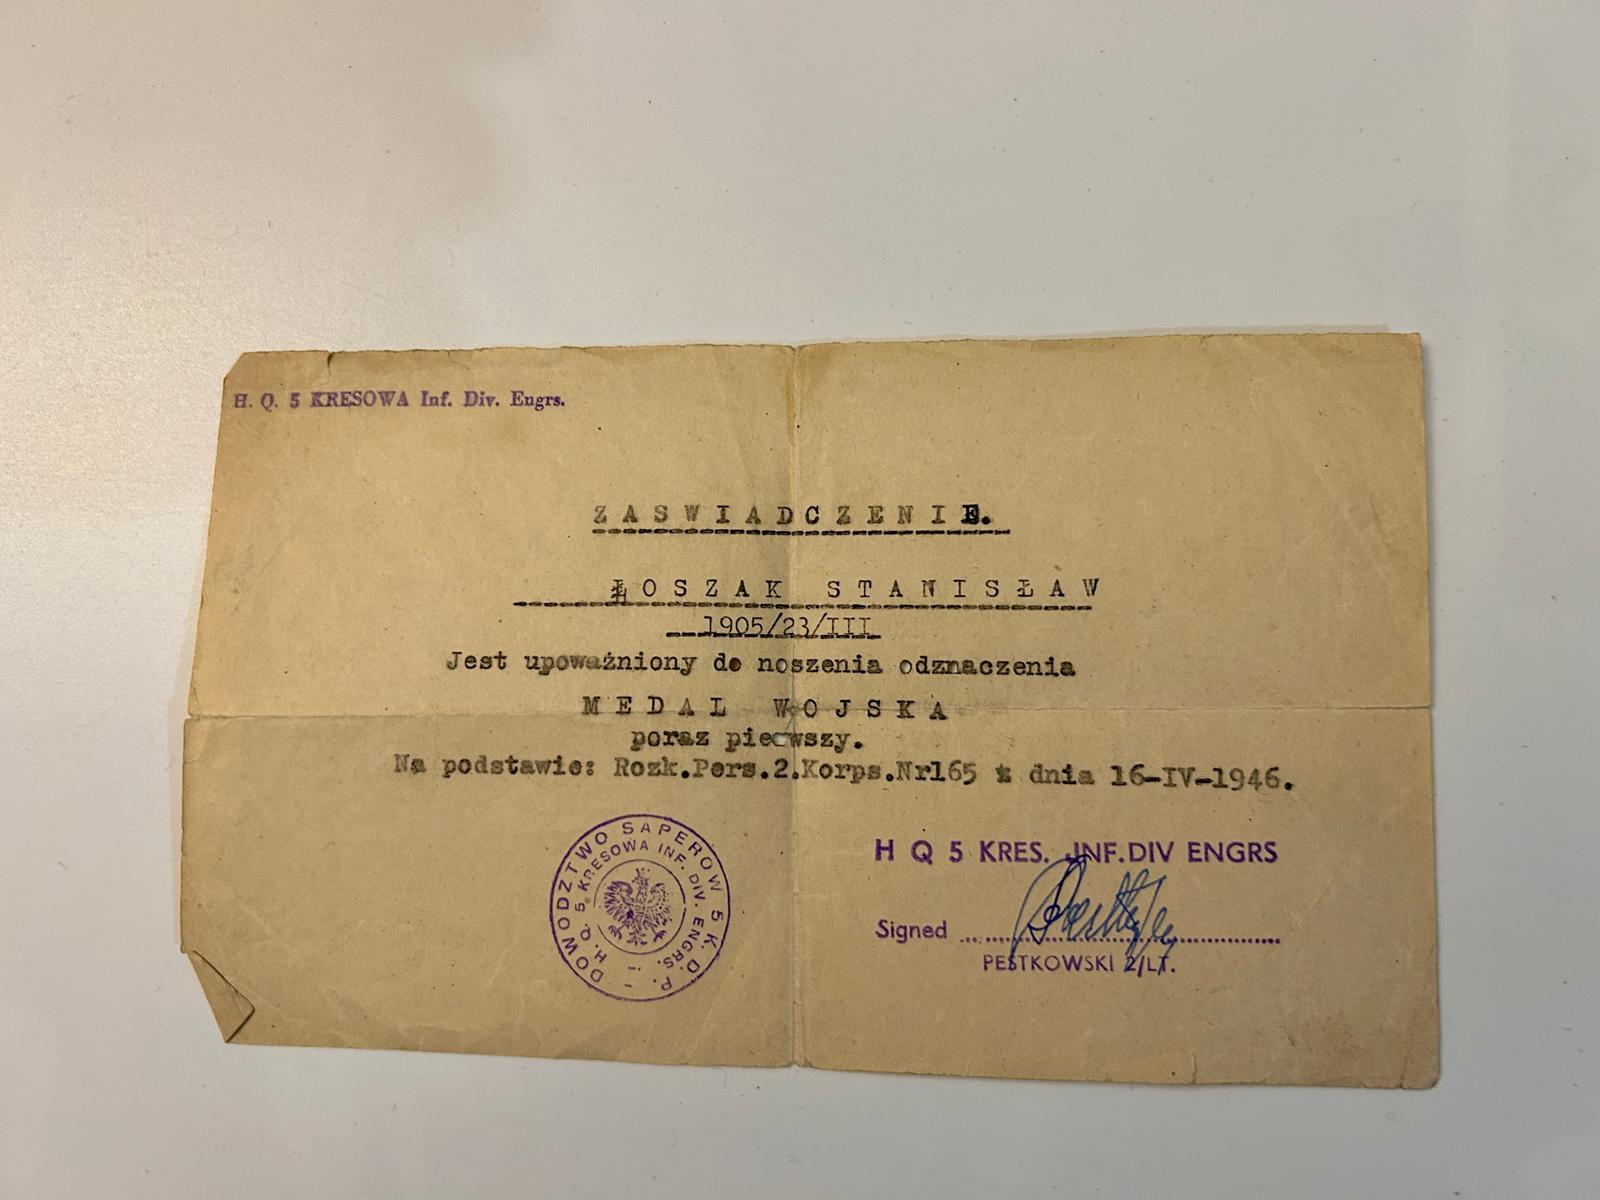 H. Q. 5 KRESOWA Inf. Div. Engrs.
ZASWIADCZENIE.
ŁOSZAK STANISŁAW
1905/23/III
Jest upoważniony do noszenia odznaczenia
MEDAL WOJSKA
poraz pierwszy.
Na podstawie: Rozk.Pers.2.Korps.Nr165 z dnia 16-IV-1946.
DOWODZTWO SAPEROW 5 K. D. P. -
H. Q. 5. KRESOWA INF. DIV. ENGRS. -
H Q 5 KRES. INF. DIV ENGRS
Signed
PESTKOWSKI 2/LT.